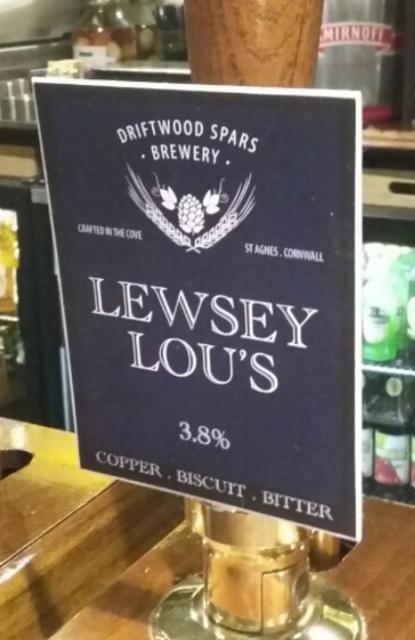 SMIRNOFF
DRIFTWOOD SPARS
· BREWERY ·
CRAFTED IN THE COVE
ST AGNES . CORNWALL
LEWSEY
LOU'S
3.8%
COPPER . BISCUIT . BITTER